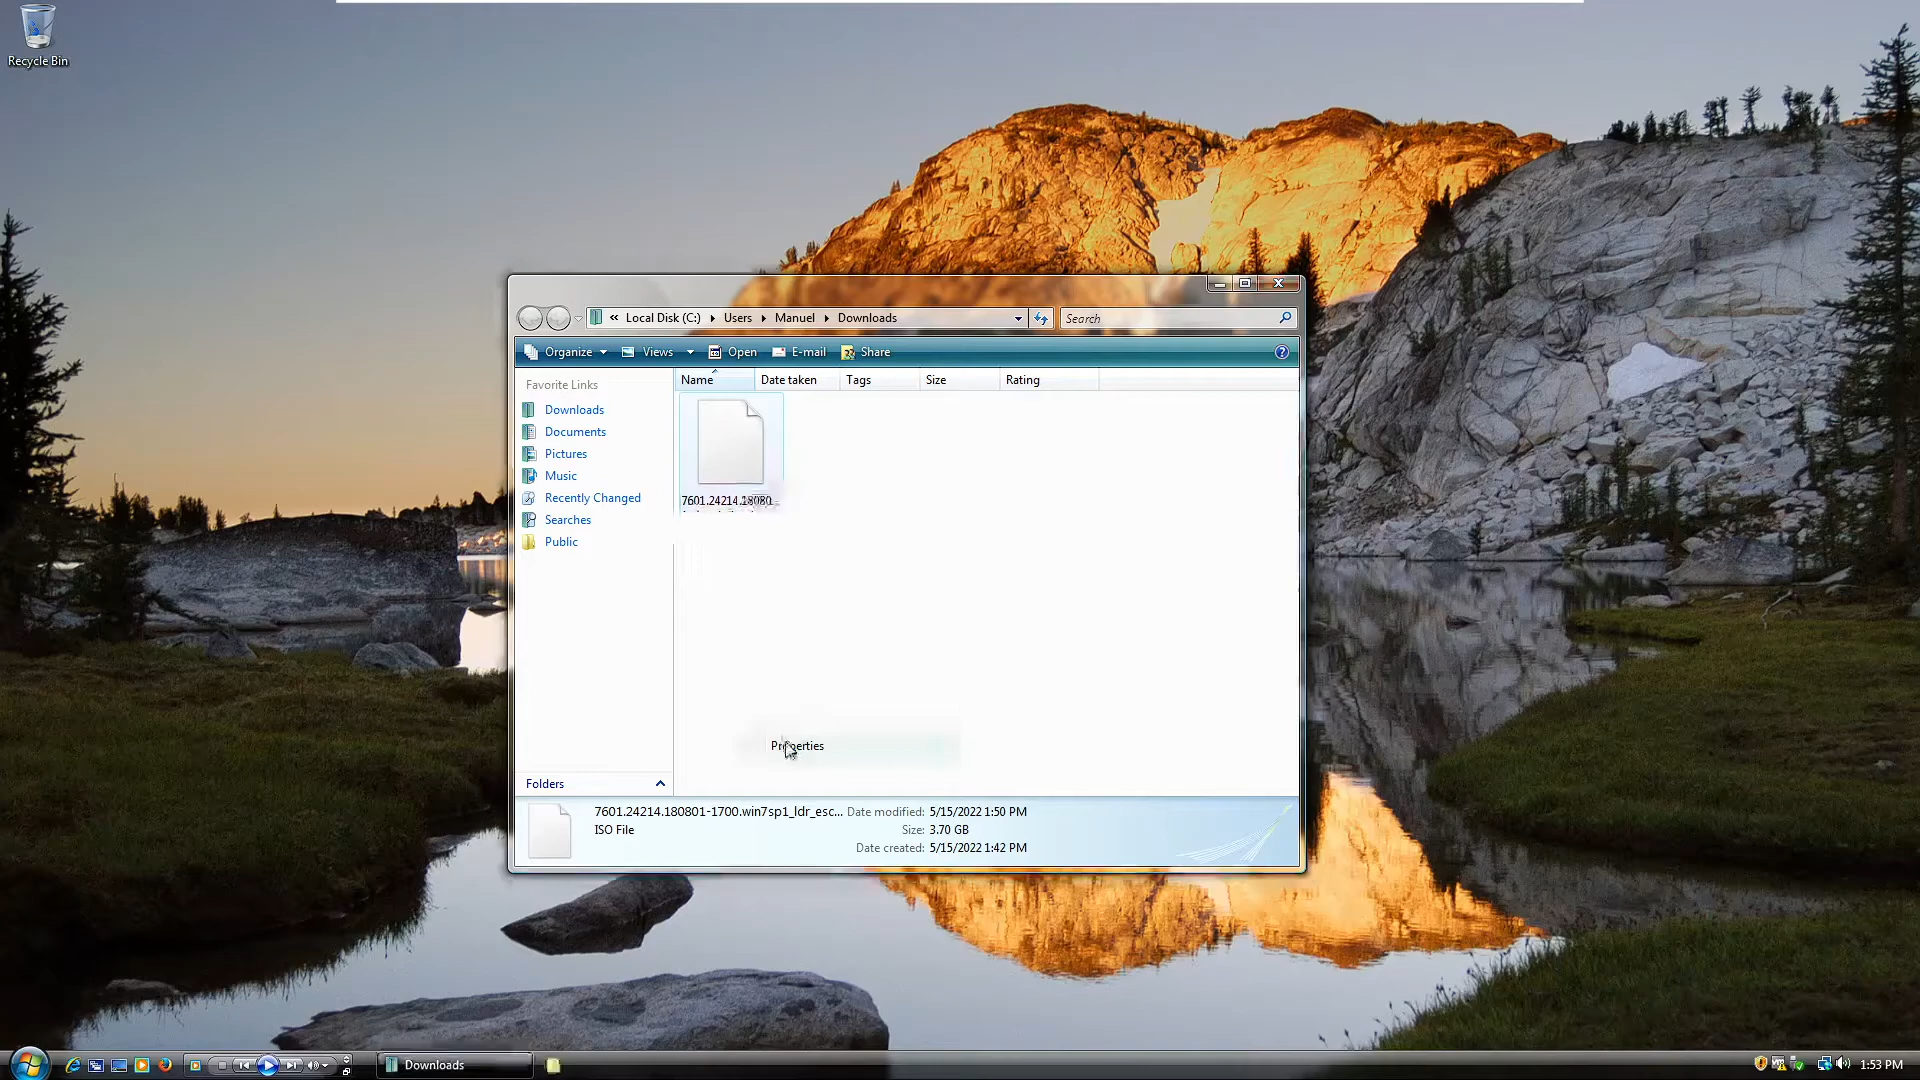 Recycle Bin
Local Disk (C:) Users Manuel Downloads
Search
Organize Views Open E-mail Share
Favorite Links
Downloads
Documents
Pictures
Music
Recently Changed
Searches
Public
Name Date taken Tags Size Rating
7601.24214.18080
Properties
Folders
7601.24214.180801-1700.win7sp1_ldr_esc... Date modified: 5/15/2022 1:50 PM
ISO File Size: 3.70 GB
Date created: 5/15/2022 1:42 PM
Downloads
1:53 PM